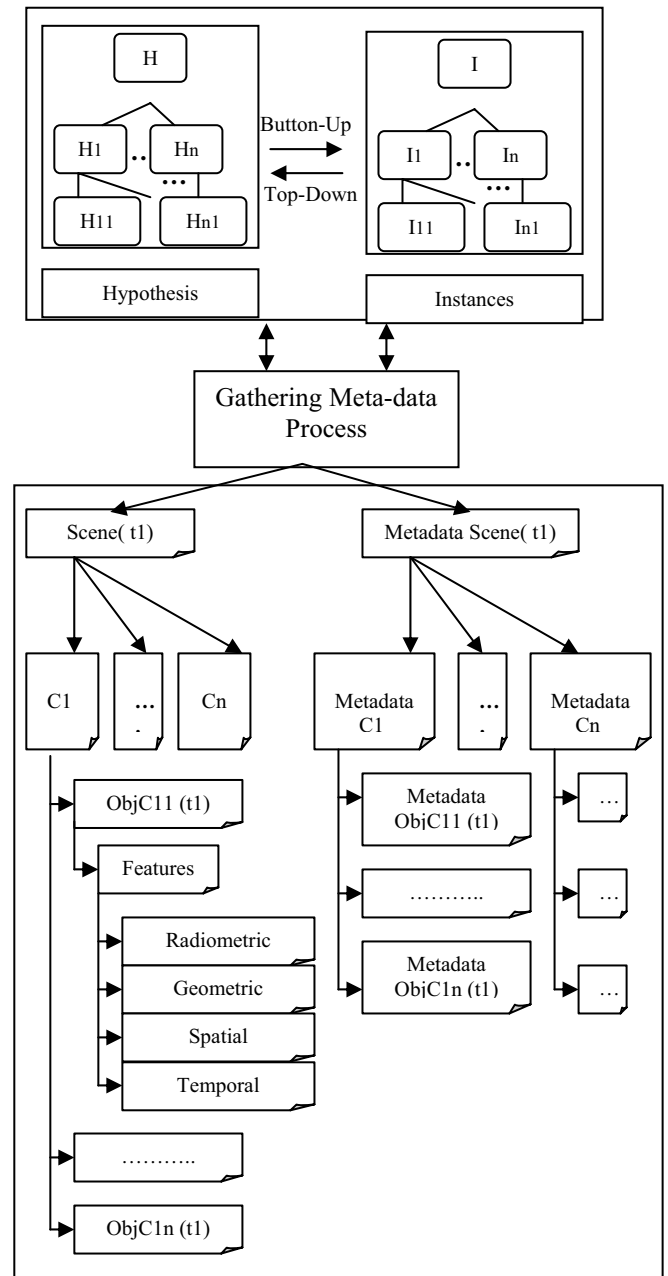 H
I
H1
..
Hn
Button-Up
I1
..
In
...
...
Top-Down
H11
Hn1
I11
In1
Hypothesis
Instances
Gathering Meta-data
Process
Scene( t1)
Metadata Scene( t1)
C1
...
.
Cn
Metadata
C1
...
.
Metadata
Cn
ObjC11 (t1)
Metadata
ObjC11 (t1)
...
Features
………..
...
Radiometric
Geometric
Metadata
ObjC1n (t1)
...
Spatial
Temporal
………..
ObjC1n (t1)